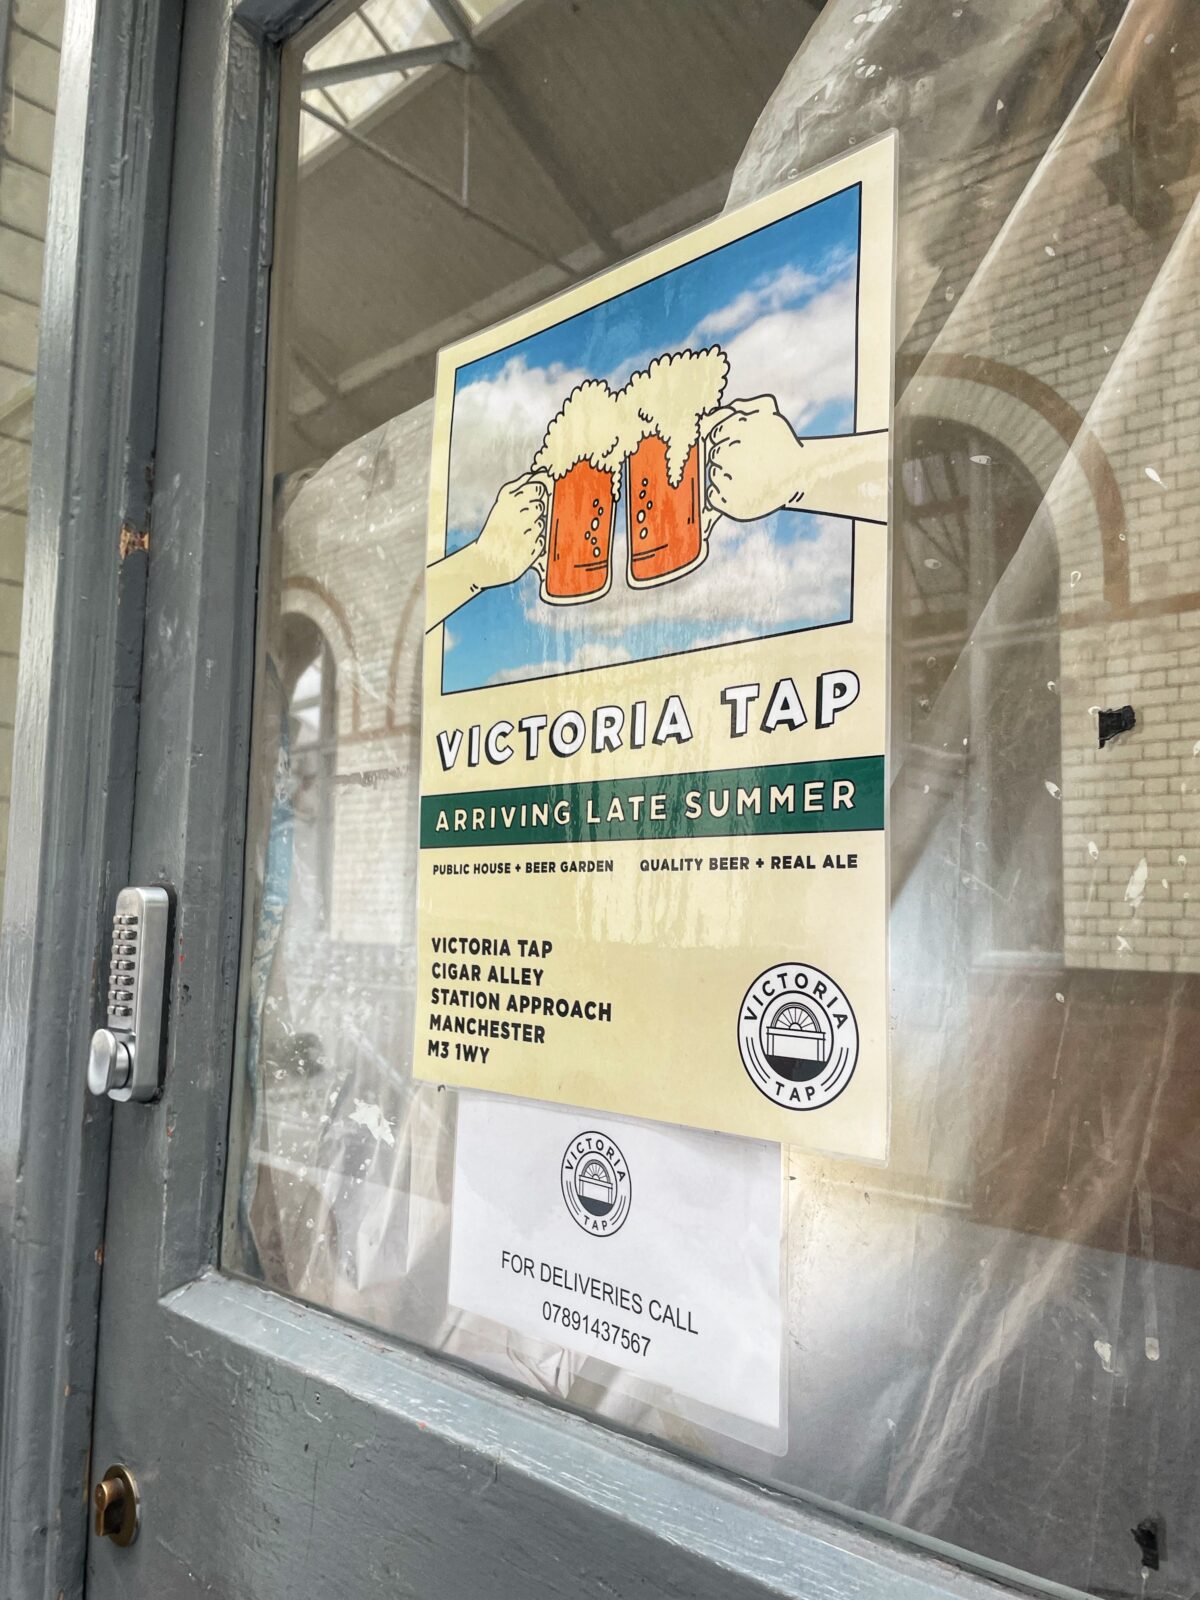 VICTORIA TAP
ARRIVING LATE SUMMER
PUBLIC HOUSE + BEER GARDEN QUALITY BEER + REAL ALE
VICTORIA TAP
CIGAR ALLEY
STATION APPROACH
MANCHESTER
M3 1WY
VICTORIA
TAP
VICTORIA
TAP
FOR DELIVERIES CALL
07891437567